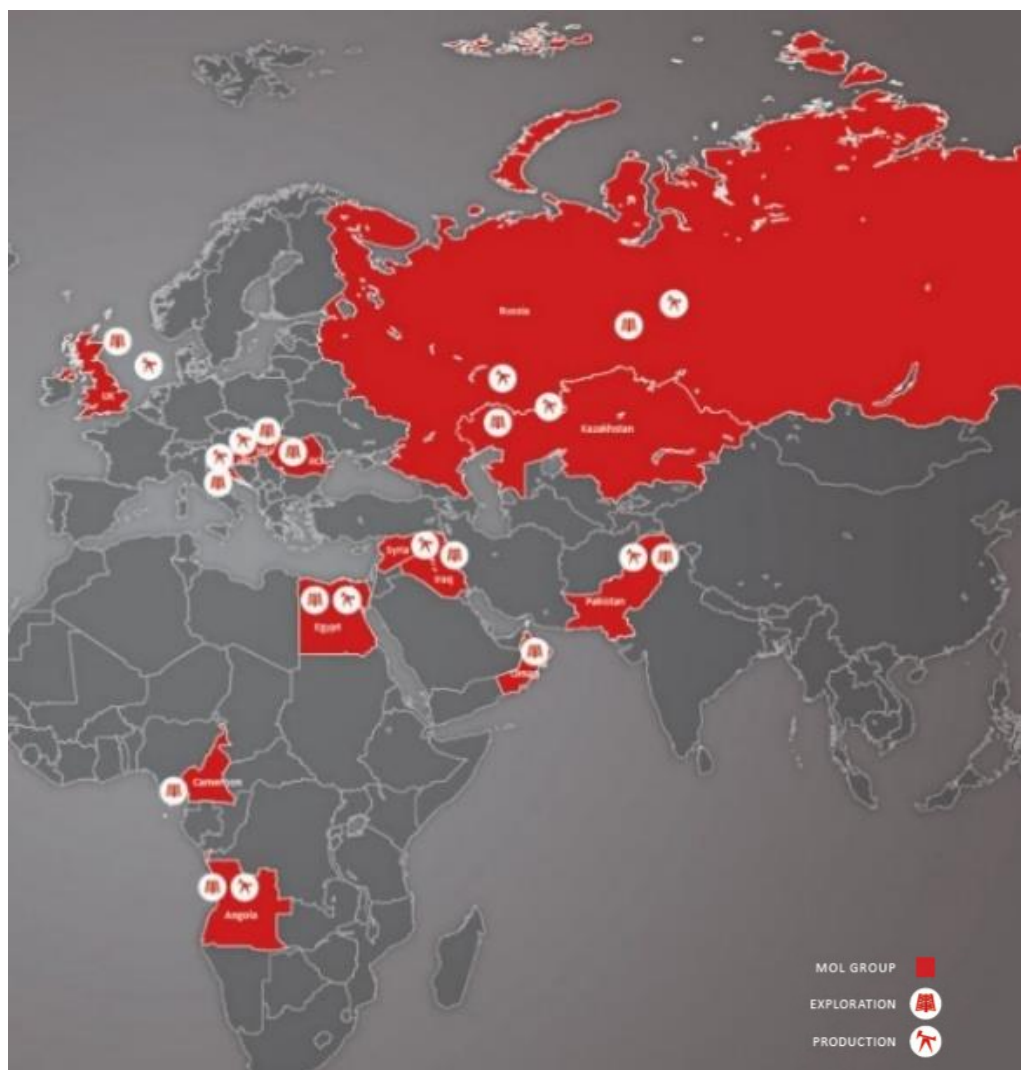 Russia
UK
Kazakhstan
Syria
Iraq
Pakistan
Egypt
Oman
Cameroon
Angola
MOL GROUP
EXPLORATION
PRODUCTION